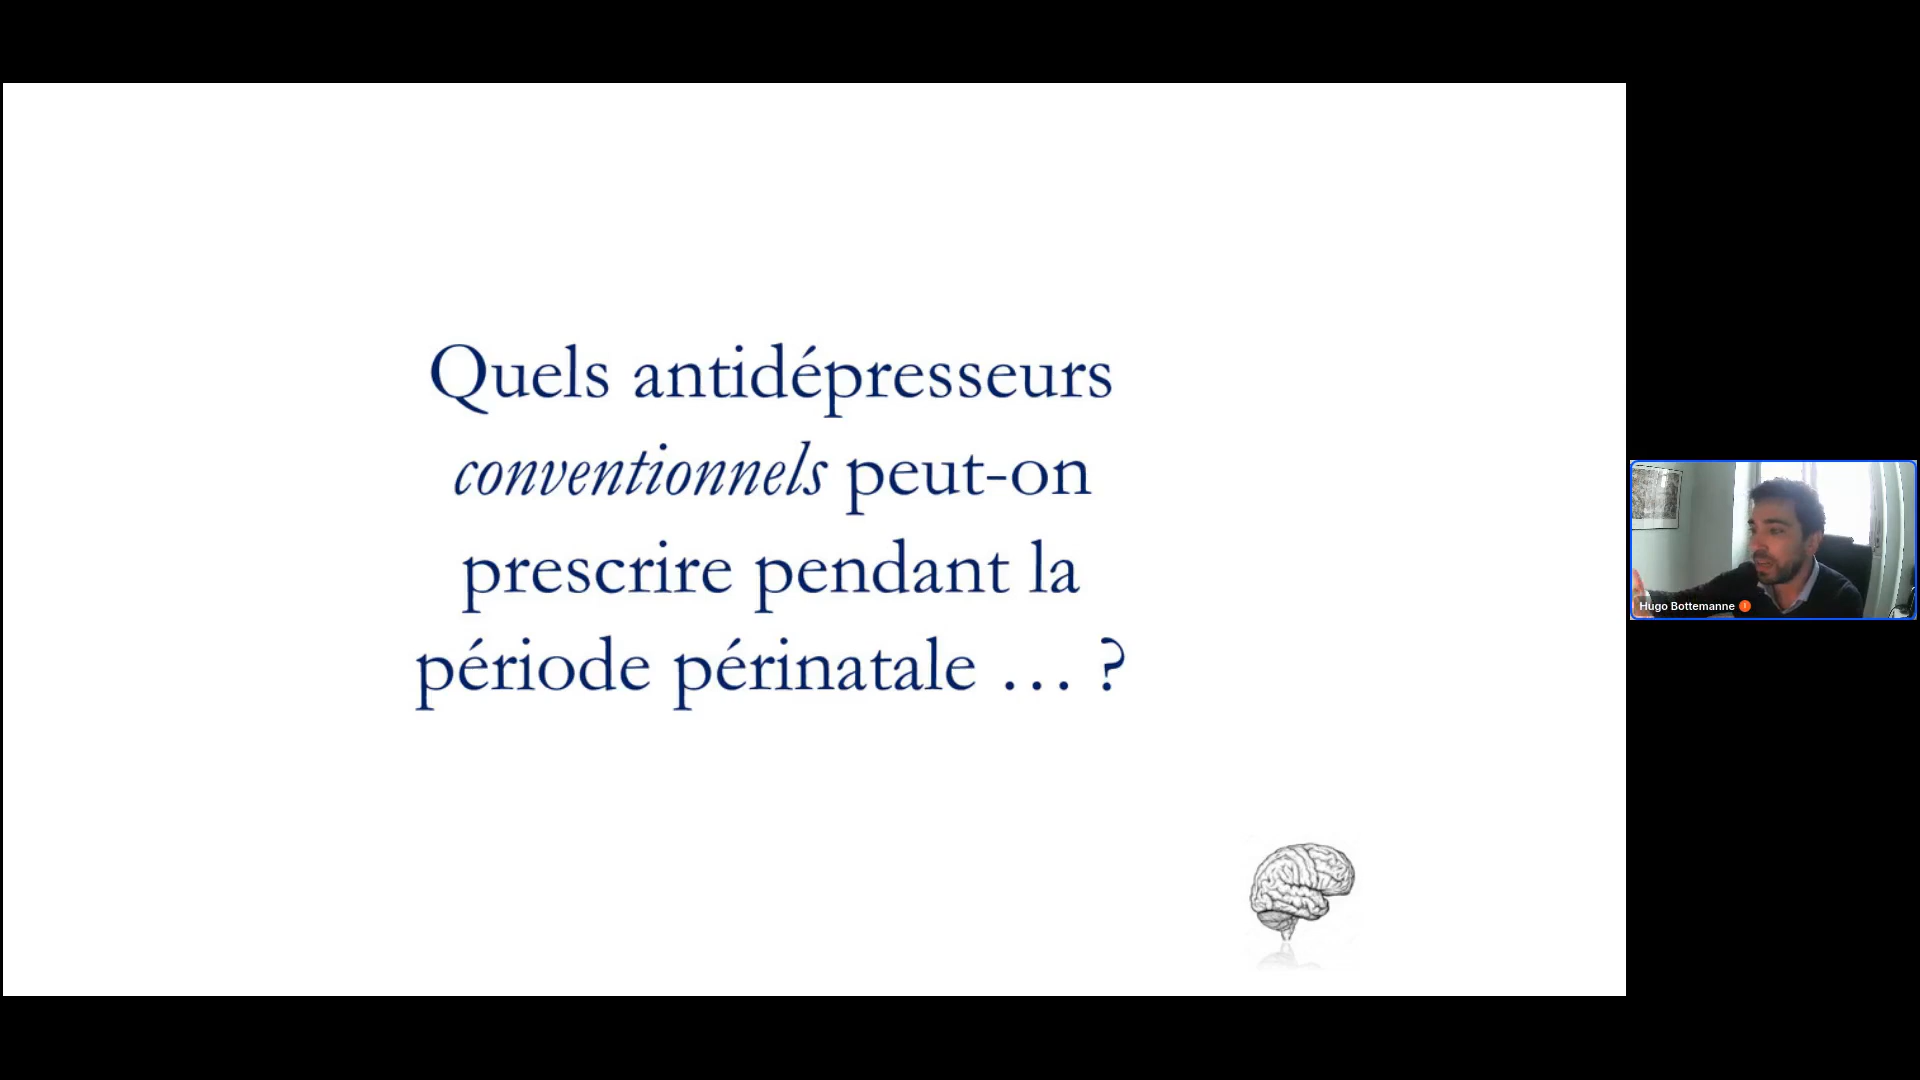 Quels antidépresseurs
conventionnels peut-on
prescrire pendant la
période périnatale … ?
Hugo Bottemanne